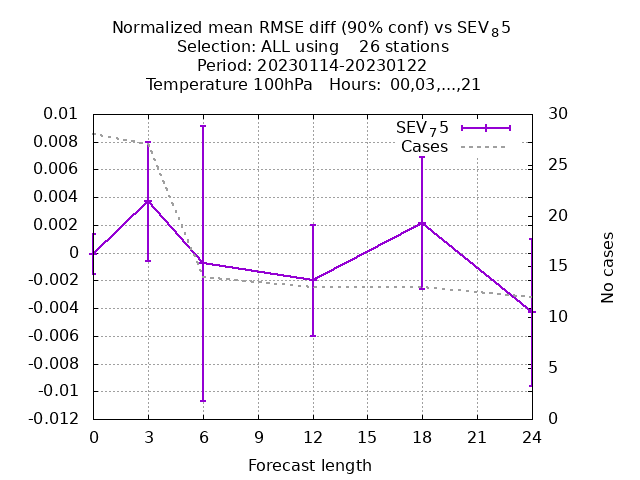 Normalized mean RMSE diff (90% conf) vs SEV₈5
Selection: ALL using 26 stations
Period: 20230114-20230122
Temperature 100hPa Hours: 00,03,...,21
SEV₇5
Cases
0.01
0.008
0.006
0.004
0.002
0
-0.002
-0.004
-0.006
-0.008
-0.01
-0.012
30
25
20
15
10
5
0
No cases
0 3 6 9 12 15 18 21 24
Forecast length